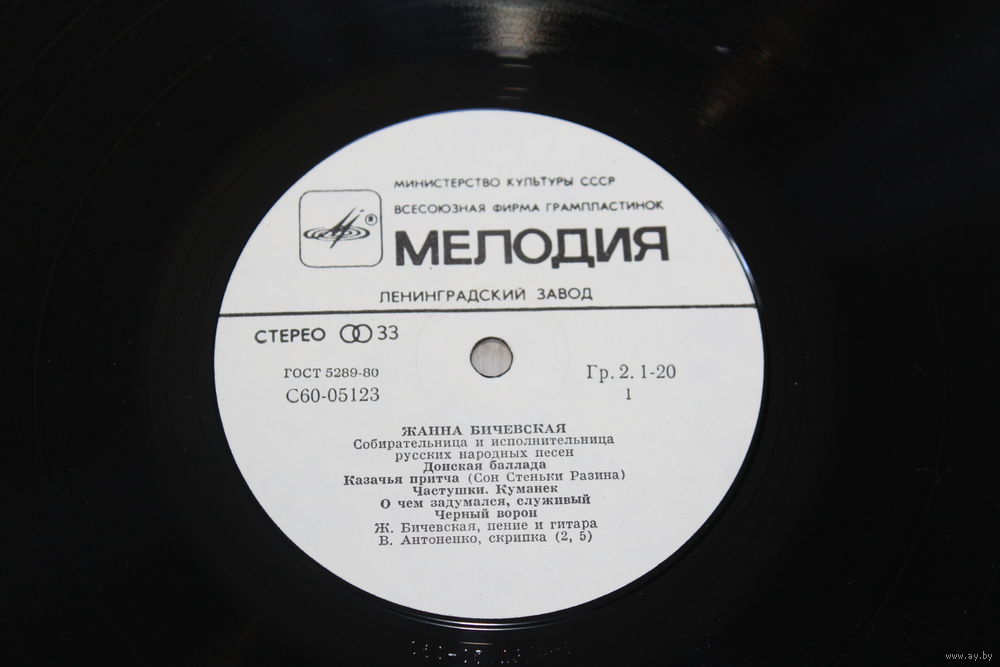 МИНИСТЕРСТВО КУЛЬТУРЫ СССР
ВСЕСОЮЗНАЯ ФИРМА ГРАМПЛАСТИНОК
МЕЛОДИЯ
®
ЛЕНИНГРАДСКИЙ ЗАВОД
СТЕРЕО 33
ГОСТ 5289-80
Гр. 2. 1-20
С60-05123
1
ЖАННА БИЧЕВСКАЯ
Собирательница и исполнительница
русских народных песен
Донская баллада
Казачья притча (Сон Стеньки Разина)
Частушки. Куманек
О чем задумался, служивый
Черный ворон
Ж. Бичевская, пение и гитара
В. Антоненко, скрипка (2, 5)
www.ay.by